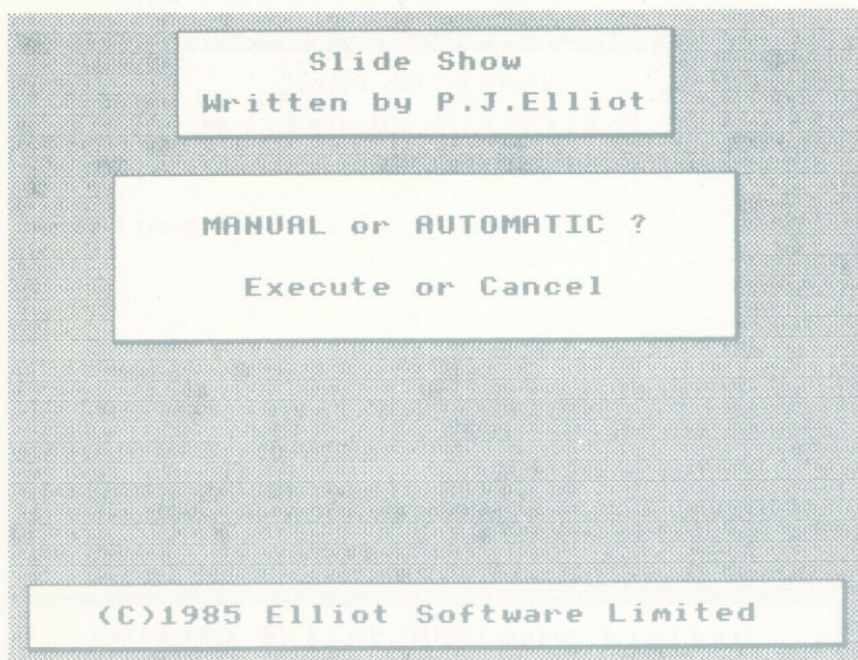 Slide Show
Written by P.J.Elliot
MANUAL or AUTOMATIC ?
Execute or Cancel
(C)1985 Elliot Software Limited